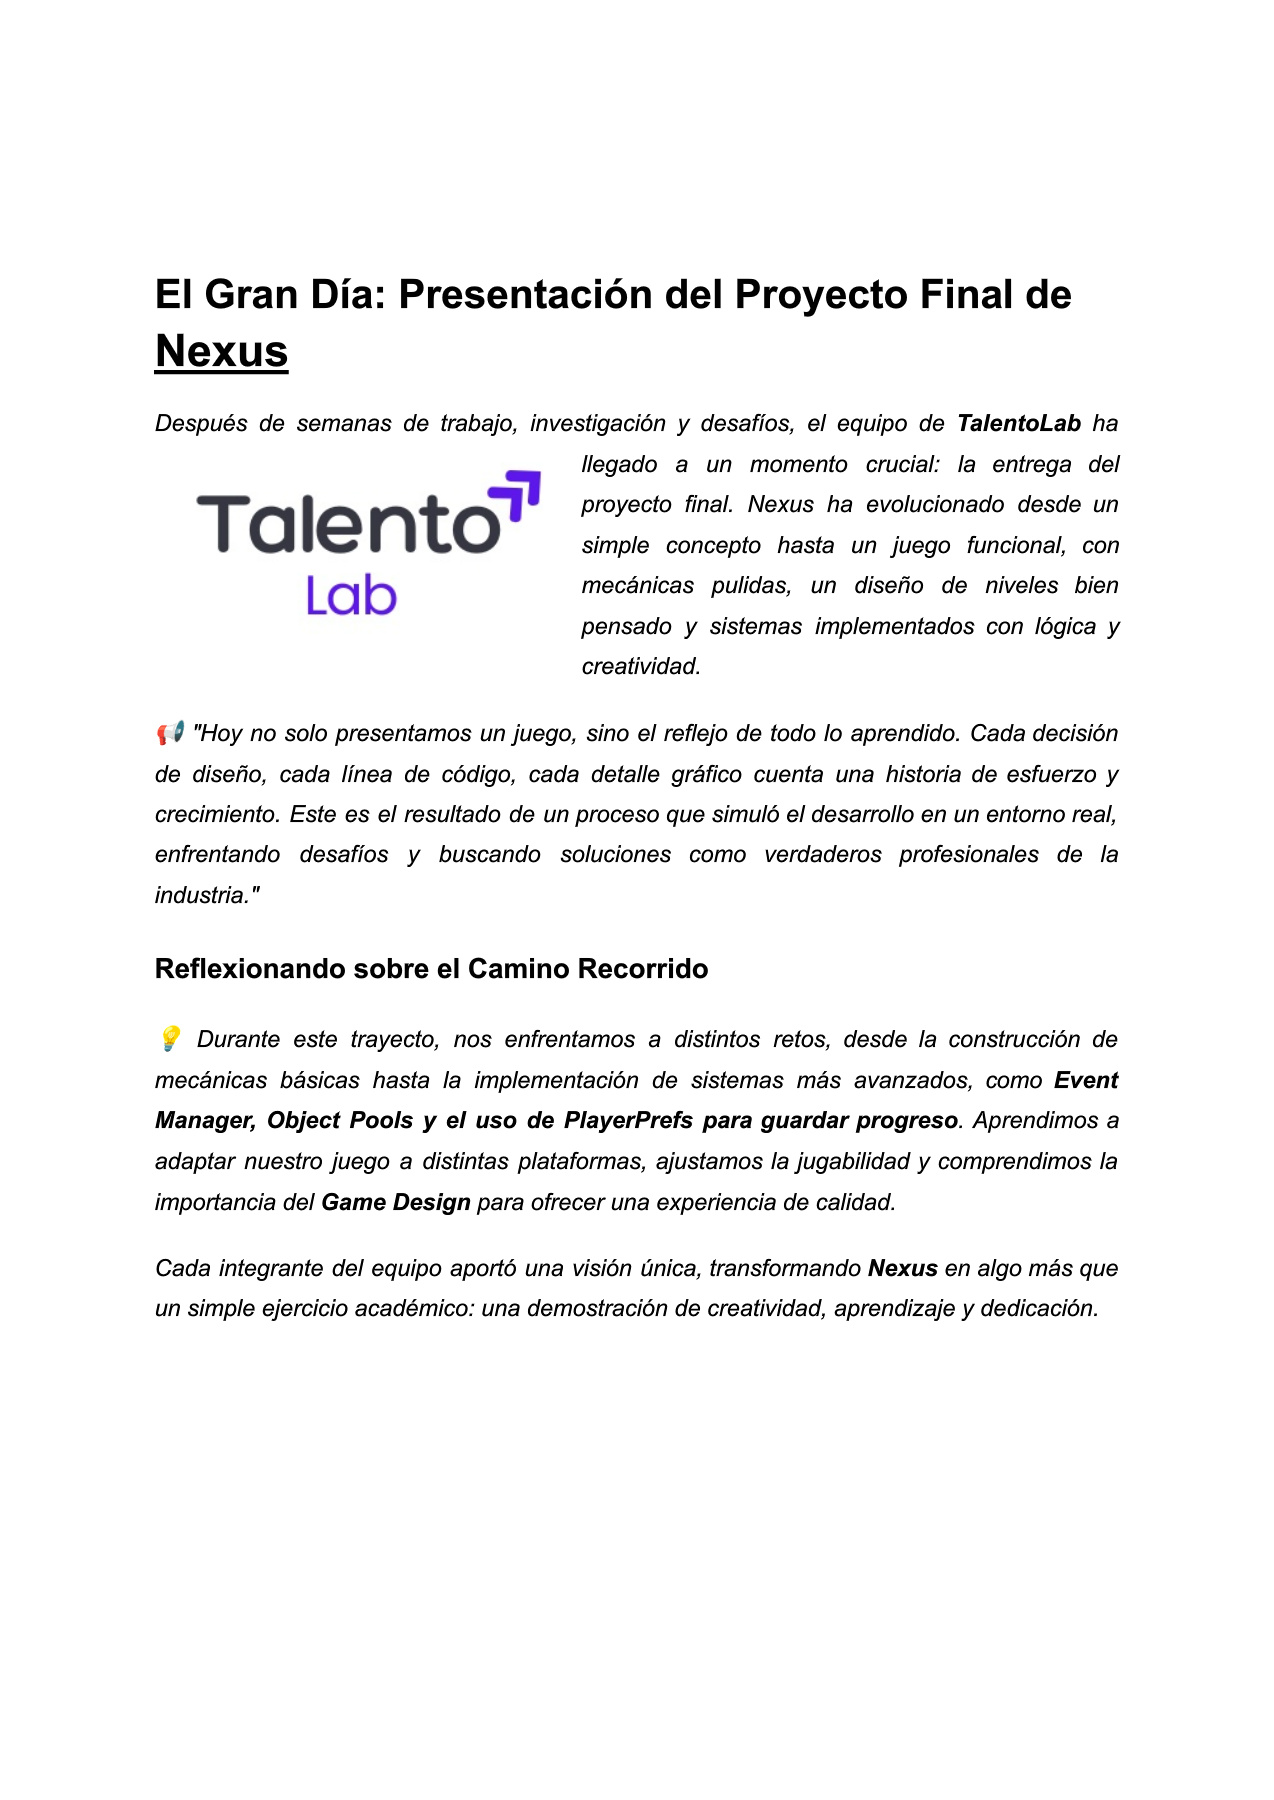 El Gran Día: Presentación del Proyecto Final de
Nexus
Después de semanas de trabajo, investigación y desafíos, el equipo de TalentoLab ha
Talento
Lab
llegado a un momento crucial: la entrega del
proyecto final. Nexus ha evolucionado desde un
simple concepto hasta un juego funcional, con
mecánicas pulidas, un diseño de niveles bien
pensado y sistemas implementados con lógica y
creatividad.
📢 "Hoy no solo presentamos un juego, sino el reflejo de todo lo aprendido. Cada decisión
de diseño, cada línea de código, cada detalle gráfico cuenta una historia de esfuerzo y
crecimiento. Este es el resultado de un proceso que simuló el desarrollo en un entorno real,
enfrentando desafíos y buscando soluciones como verdaderos profesionales de la
industria."
Reflexionando sobre el Camino Recorrido
💡 Durante este trayecto, nos enfrentamos a distintos retos, desde la construcción de
mecánicas básicas hasta la implementación de sistemas más avanzados, como Event
Manager, Object Pools y el uso de PlayerPrefs para guardar progreso. Aprendimos a
adaptar nuestro juego a distintas plataformas, ajustamos la jugabilidad y comprendimos la
importancia del Game Design para ofrecer una experiencia de calidad.
Cada integrante del equipo aportó una visión única, transformando Nexus en algo más que
un simple ejercicio académico: una demostración de creatividad, aprendizaje y dedicación.